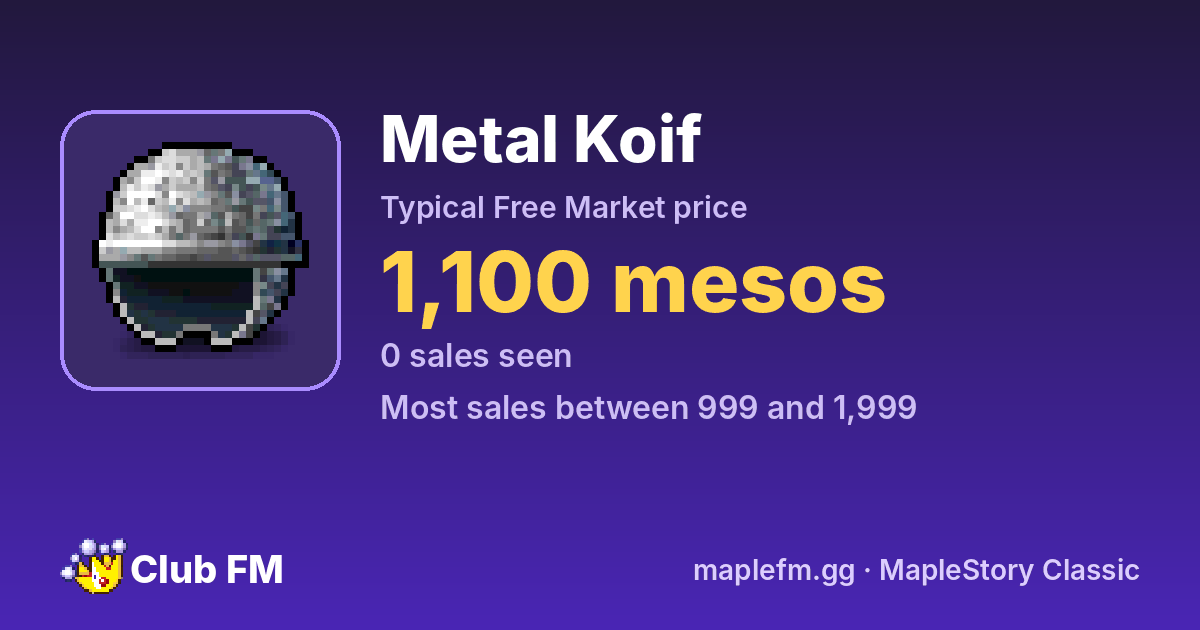 Metal Koif
Typical Free Market price
1,100 mesos
0 sales seen
Most sales between 999 and 1,999
Club FM
maplefm.gg · MapleStory Classic